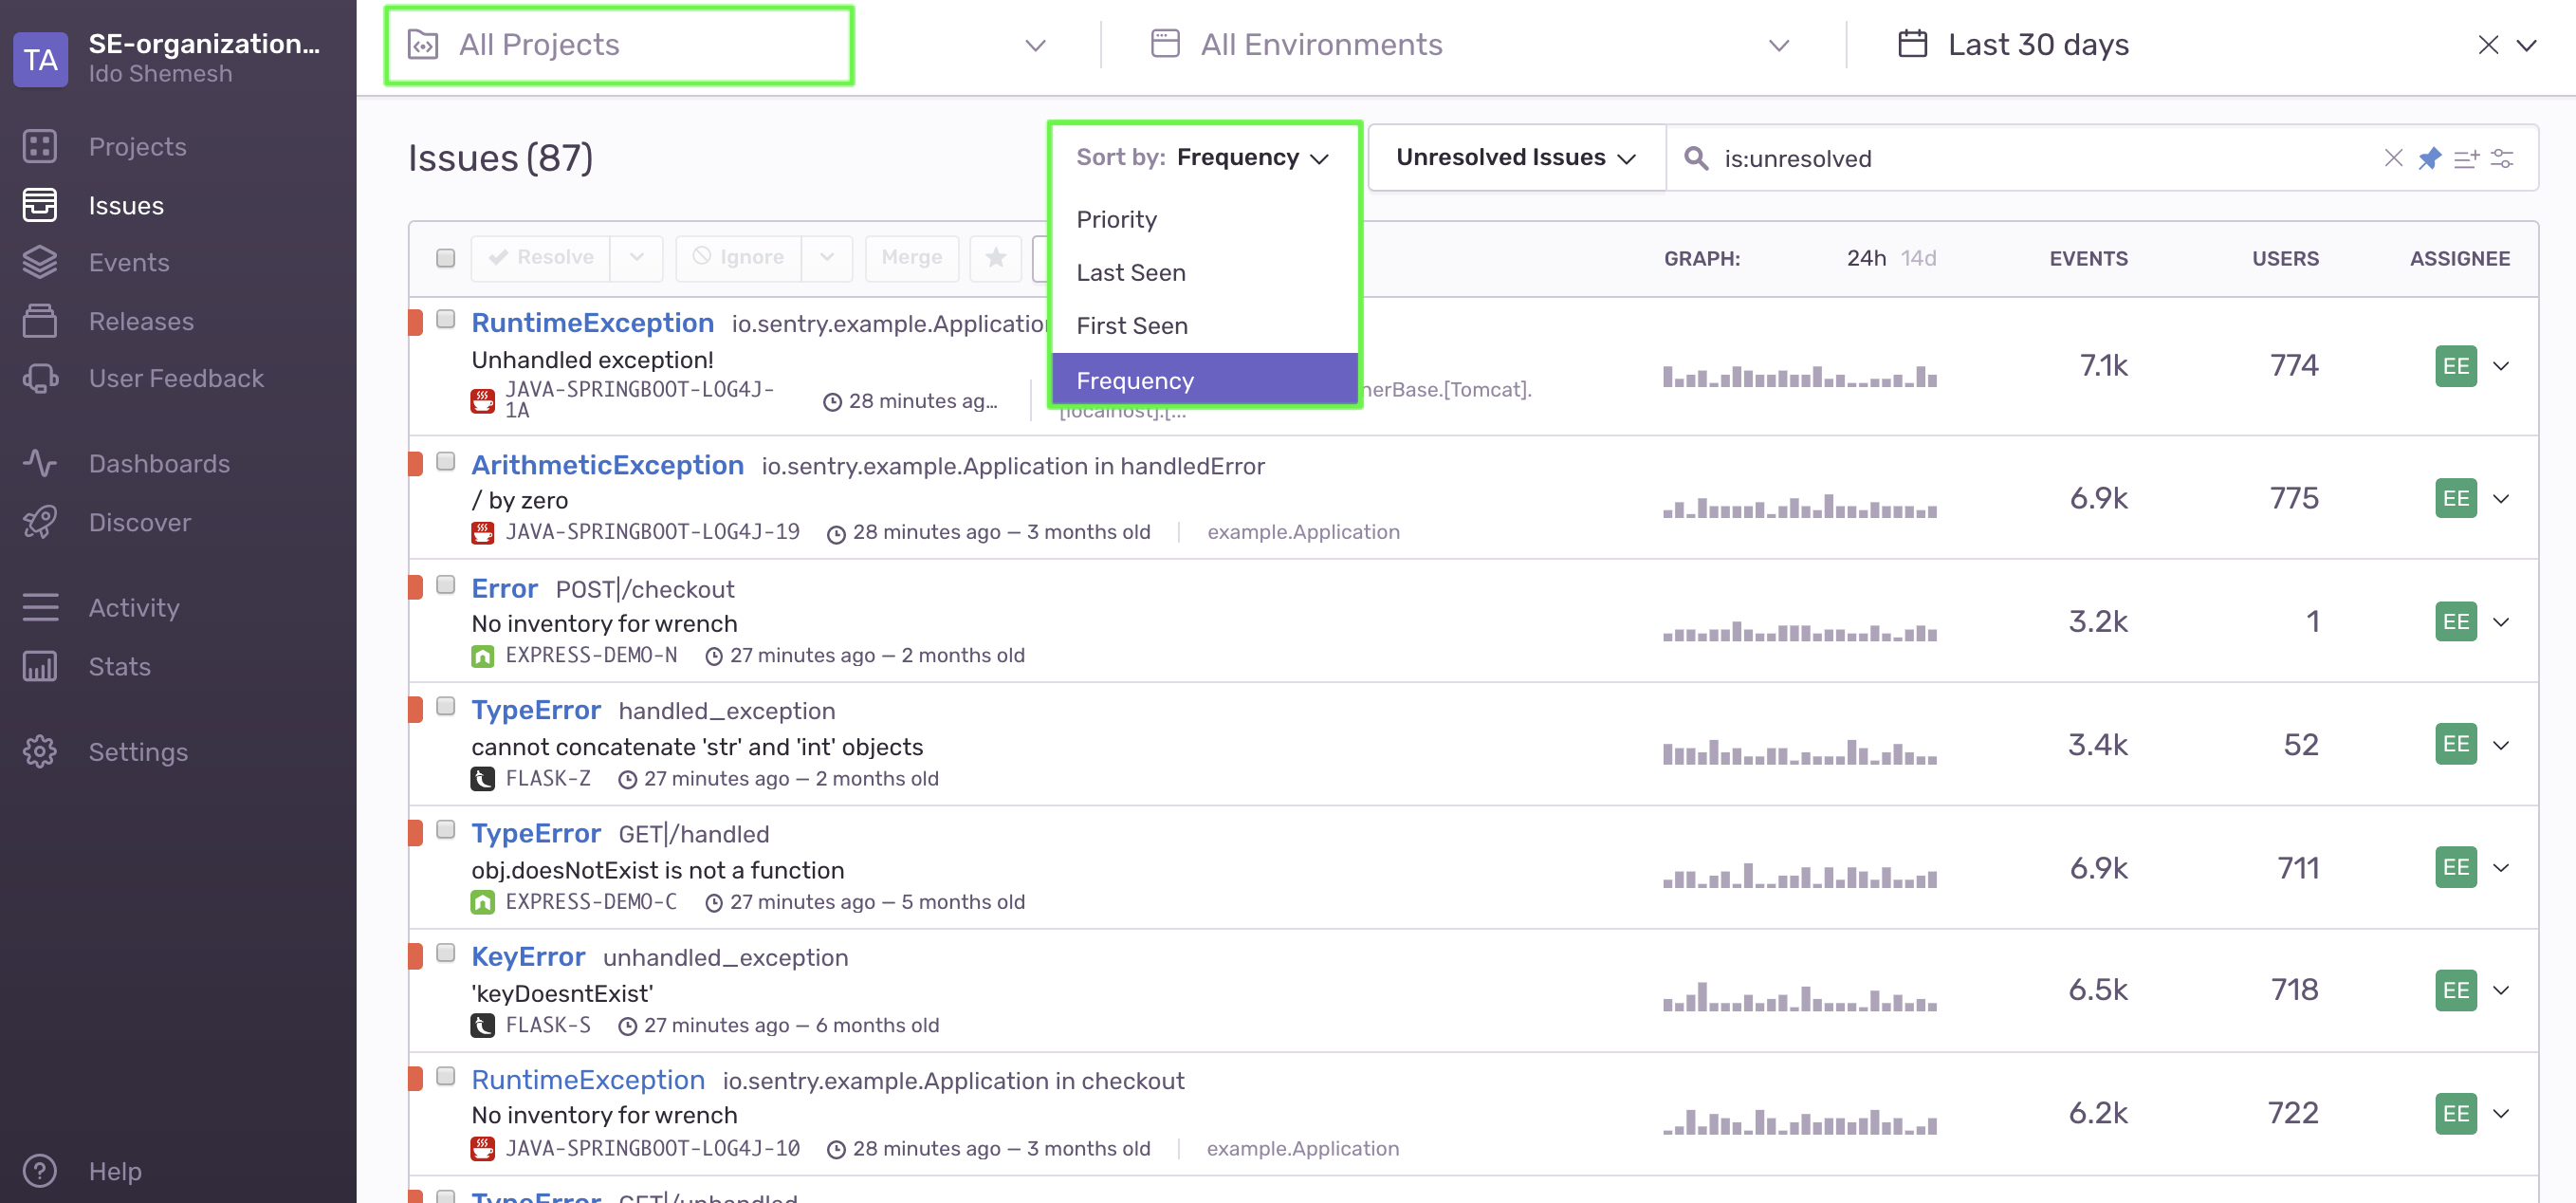 TA
SE-organization...
Ido Shemesh
Projects
Issues
Events
Releases
User Feedback
Dashboards
Discover
Activity
Stats
Settings
Help
All Projects
All Environments
Last 30 days
Issues (87)
Sort by: Frequency
Priority
Last Seen
First Seen
Frequency
Unresolved Issues
is:unresolved
Resolve
Ignore
Merge
GRAPH: 24h 14d
EVENTS
USERS
ASSIGNEE
RuntimeException io.sentry.example.Application
Unhandled exception!
JAVA-SPRINGBOOT-LOG4J-
1A
28 minutes ag...
nerBase.[Tomcat].
[localhost].[...
7.1k 774 EE
ArithmeticException io.sentry.example.Application in handledError
/ by zero
JAVA-SPRINGBOOT-LOG4J-19 28 minutes ago — 3 months old example.Application
6.9k 775 EE
Error POST|/checkout
No inventory for wrench
EXPRESS-DEMO-N 27 minutes ago — 2 months old
3.2k 1 EE
TypeError handled_exception
cannot concatenate 'str' and 'int' objects
FLASK-Z 27 minutes ago — 2 months old
3.4k 52 EE
TypeError GET|/handled
obj.doesNotExist is not a function
EXPRESS-DEMO-C 27 minutes ago — 5 months old
6.9k 711 EE
KeyError unhandled_exception
'keyDoesntExist'
FLASK-S 27 minutes ago — 6 months old
6.5k 718 EE
RuntimeException io.sentry.example.Application in checkout
No inventory for wrench
JAVA-SPRINGBOOT-LOG4J-10 28 minutes ago — 3 months old example.Application
6.2k 722 EE
TypeError GET|/unhandled